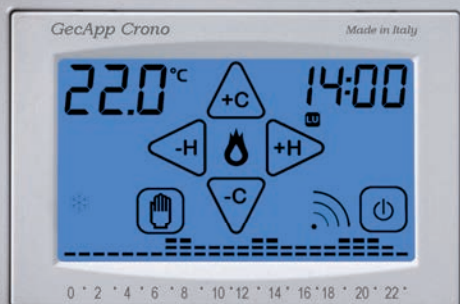 GecApp Crono Made in Italy
22.0°C 14:00
+C
LU
-H +H
-C
0 · 2 · 4 · 6 · 8 · 10 · 12 · 14 · 16 · 18 · 20 · 22 ·